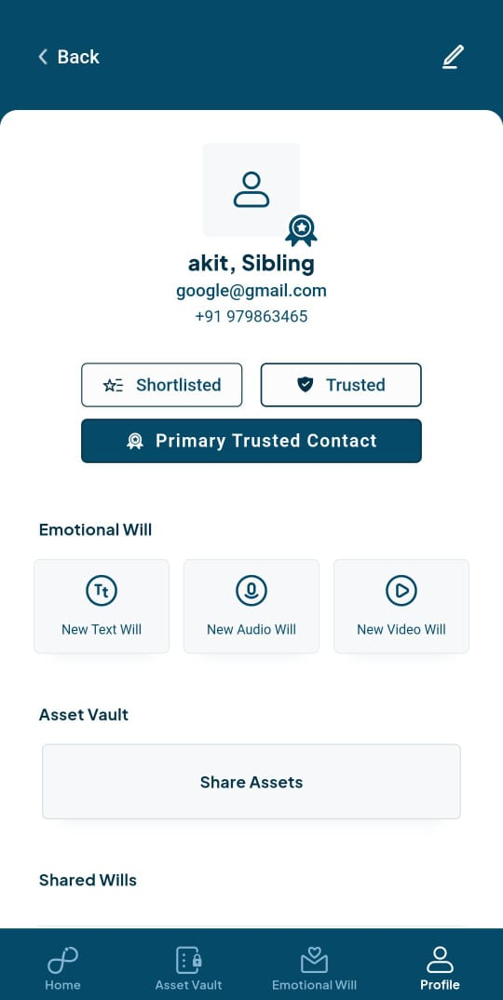 Back
akit, Sibling
google@gmail.com
+91 979863465
Shortlisted
Trusted
Primary Trusted Contact
Emotional Will
Tt
New Text Will
New Audio Will
New Video Will
Asset Vault
Share Assets
Shared Wills
Home
Asset Vault
Emotional Will
Profile